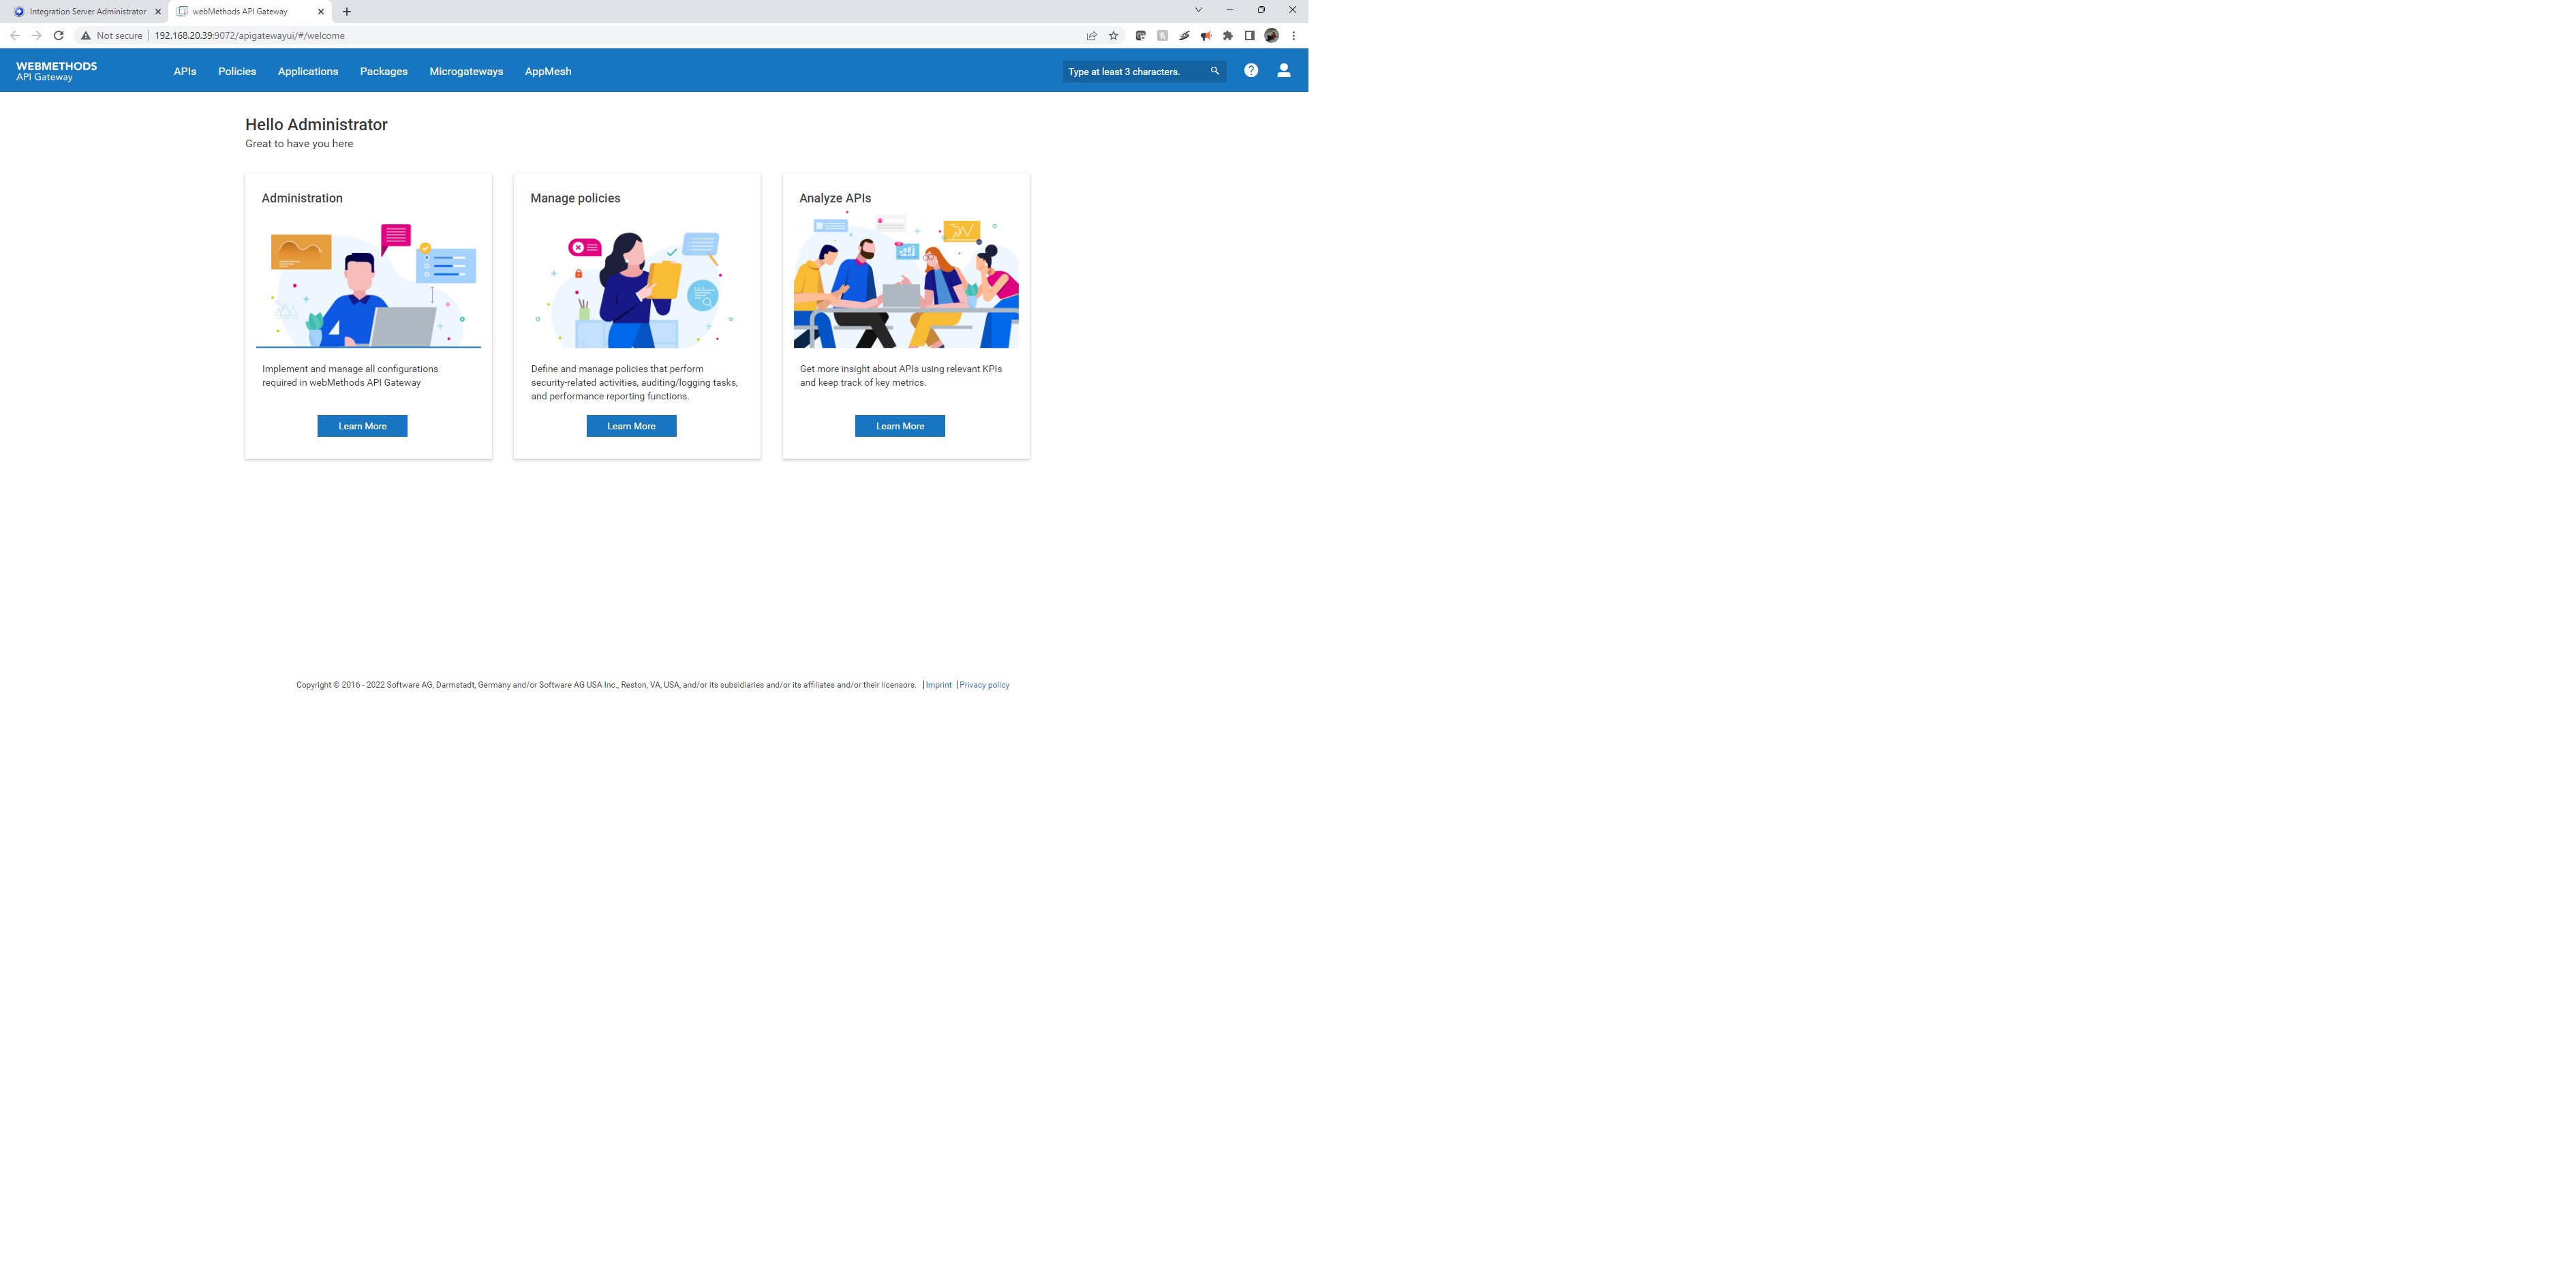 Integration Server Administrator
webMethods API Gateway
Not secure
192.168.20.39:9072/apigatewayui/#/welcome
WEBMETHODS
API Gateway
APIs
Policies
Applications
Packages
Microgateways
AppMesh
Type at least 3 characters.
Hello Administrator
Great to have you here
Administration
Implement and manage all configurations
required in webMethods API Gateway
Learn More
Manage policies
Define and manage policies that perform
security-related activities, auditing/logging tasks,
and performance reporting functions.
Learn More
Analyze APIs
Get more insight about APIs using relevant KPIs
and keep track of key metrics.
Learn More
Copyright © 2016 - 2022 Software AG, Darmstadt, Germany and/or Software AG USA Inc., Reston, VA, USA, and/or its subsidiaries and/or its affiliates and/or their licensors. | Imprint | Privacy policy